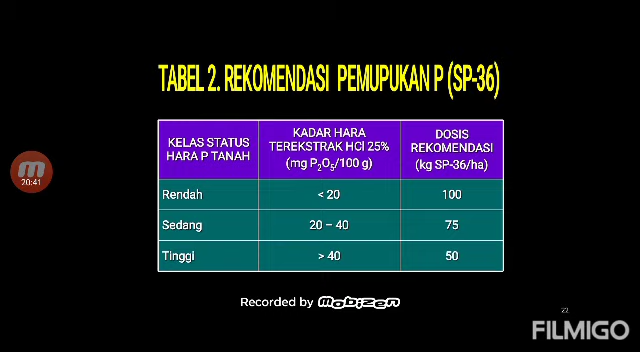 TABEL 2. REKOMENDASI PEMUPUKAN P (SP-36)
KELAS STATUS HARA P TANAH
KADAR HARA TEREKSTRAK HCl 25% (mg P₂O₅/100 g)
DOSIS REKOMENDASI (kg SP-36/ha)
Rendah < 20 100
Sedang 20 – 40 75
Tinggi > 40 50
20:41
Recorded by mobizen
22
FILMIGO